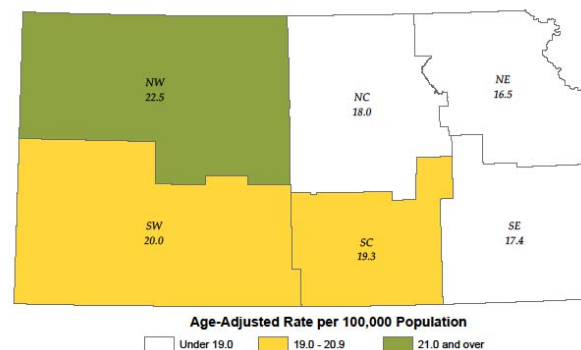 NW
22.5
NC
18.0
NE
16.5
SW
20.0
SC
19.3
SE
17.4
Age-Adjusted Rate per 100,000 Population
Under 19.0
19.0 - 20.9
21.0 and over